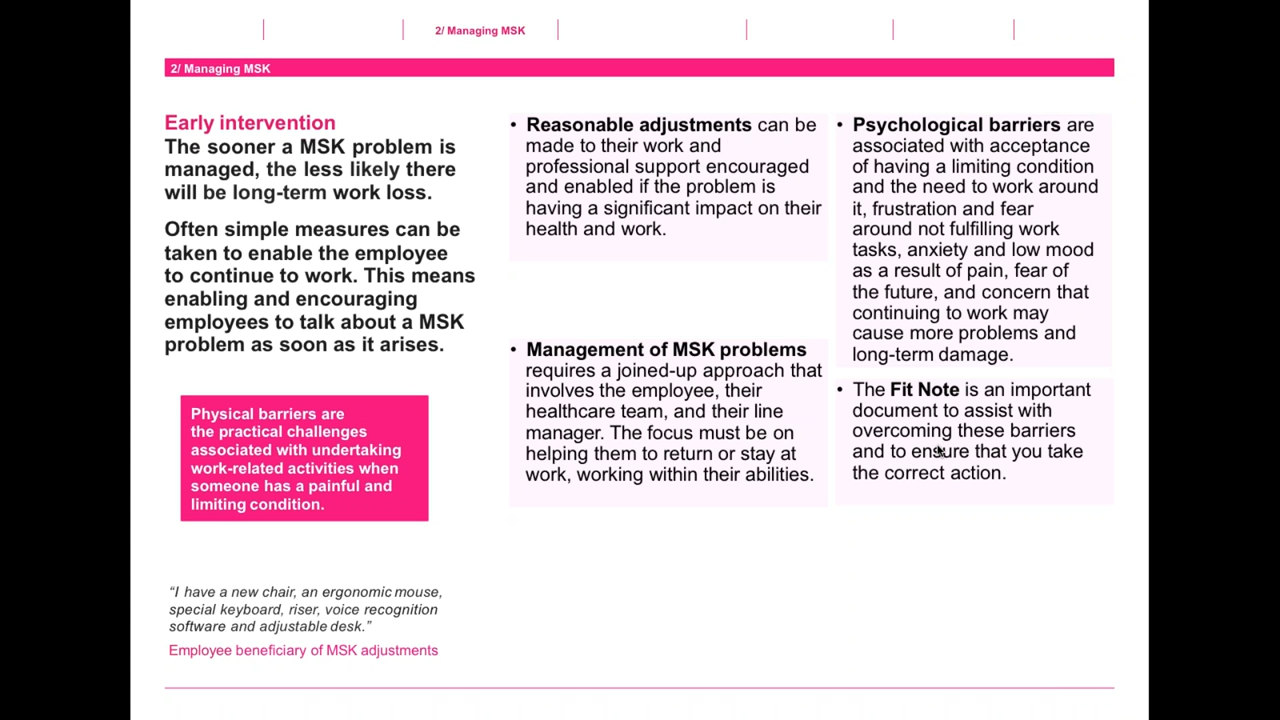 2/ Managing MSK
2/ Managing MSK
Early intervention
The sooner a MSK problem is
managed, the less likely there
will be long-term work loss.
Often simple measures can be
taken to enable the employee
to continue to work. This means
enabling and encouraging
employees to talk about a MSK
problem as soon as it arises.
Physical barriers are
the practical challenges
associated with undertaking
work-related activities when
someone has a painful and
limiting condition.
“I have a new chair, an ergonomic mouse,
special keyboard, riser, voice recognition
software and adjustable desk.”
Employee beneficiary of MSK adjustments
• Reasonable adjustments can be
made to their work and
professional support encouraged
and enabled if the problem is
having a significant impact on their
health and work.
• Management of MSK problems
requires a joined-up approach that
involves the employee, their
healthcare team, and their line
manager. The focus must be on
helping them to return or stay at
work, working within their abilities.
• Psychological barriers are
associated with acceptance
of having a limiting condition
and the need to work around
it, frustration and fear
around not fulfilling work
tasks, anxiety and low mood
as a result of pain, fear of
the future, and concern that
continuing to work may
cause more problems and
long-term damage.
• The Fit Note is an important
document to assist with
overcoming these barriers
and to ensure that you take
the correct action.